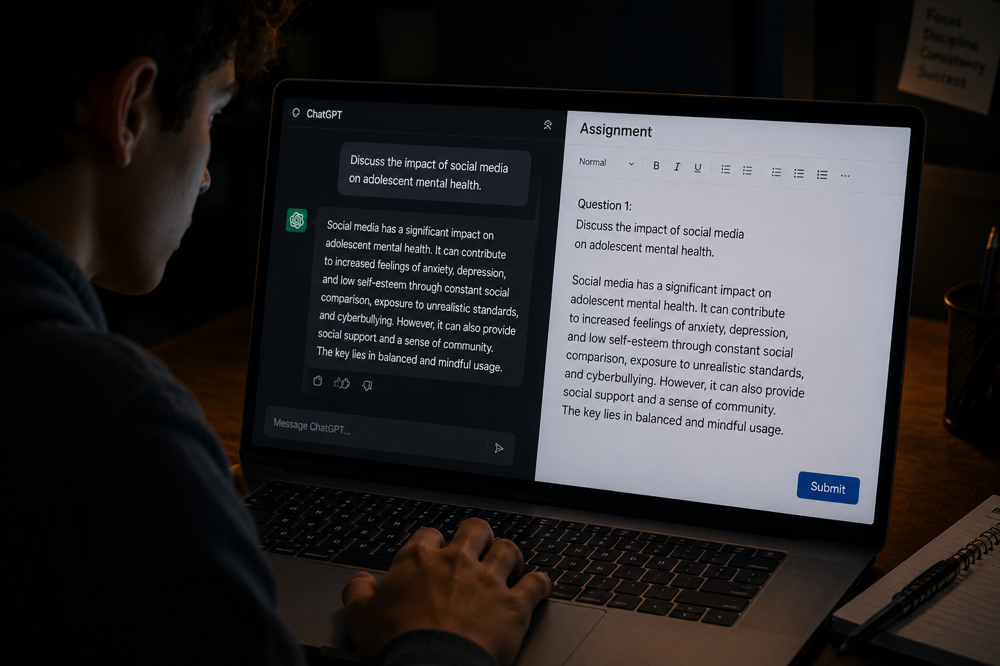 ChatGPT
Discuss the impact of social media
on adolescent mental health.
Social media has a significant impact on
adolescent mental health. It can contribute
to increased feelings of anxiety, depression,
and low self-esteem through constant social
comparison, exposure to unrealistic standards,
and cyberbullying. However, it can also provide
social support and a sense of community.
The key lies in balanced and mindful usage.
Message ChatGPT...
Assignment
Normal
B I U
Question 1:
Discuss the impact of social media
on adolescent mental health.
Social media has a significant impact on
adolescent mental health. It can contribute
to increased feelings of anxiety, depression,
and low self-esteem through constant social
comparison, exposure to unrealistic standards,
and cyberbullying. However, it can also provide
social support and a sense of community.
The key lies in balanced and mindful usage.
Submit
Focus
Discipline
Consistency
Success